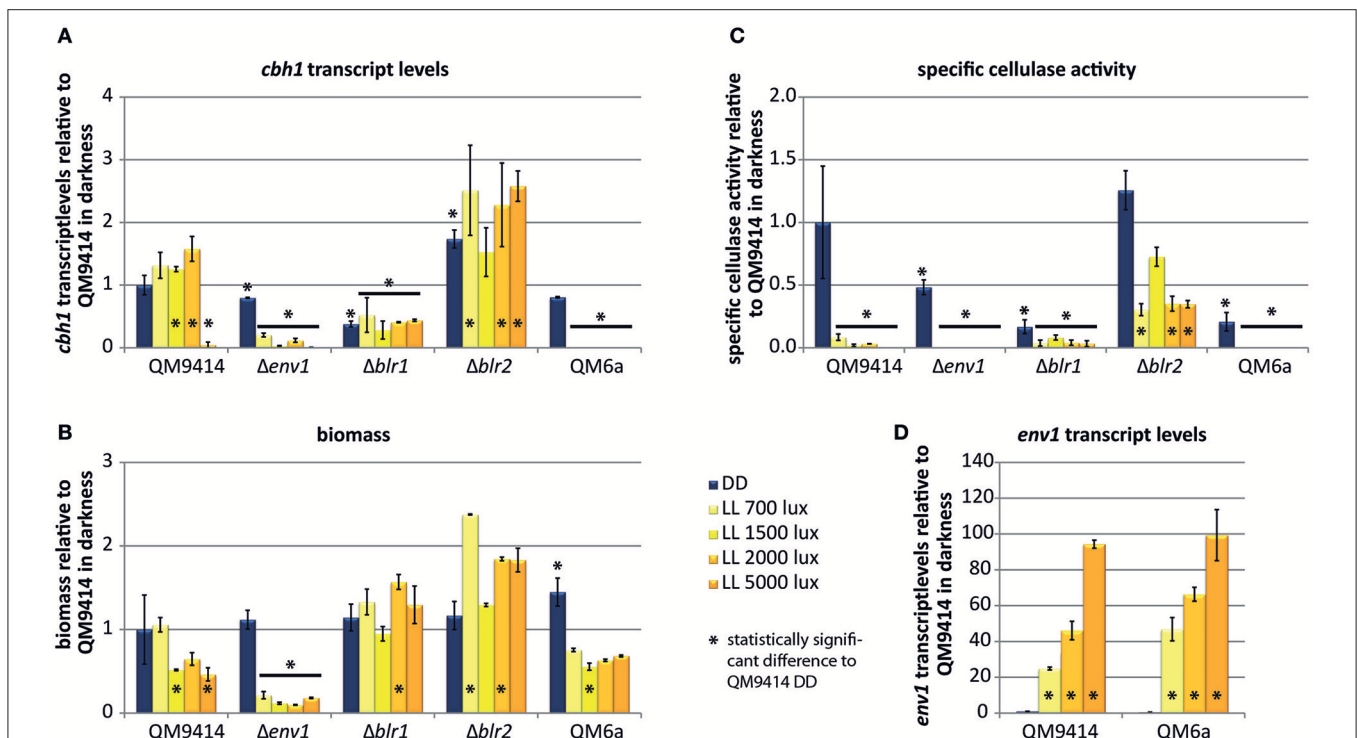 A
cbh1 transcript levels
cbh1 transcriptlevels relative to
QM9414 in darkness
4
3
2
1
0
*
*
*
*
*
*
*
*
*
*
*
*
QM9414
Δenv1
Δblr1
Δblr2
QM6a
C
specific cellulase activity
specific cellulase activity relative
to QM9414 in darkness
2.0
1.5
1.0
0.5
0.0
*
*
*
*
*
*
*
*
*
*
QM9414
Δenv1
Δblr1
Δblr2
QM6a
B
biomass
biomass relative to
QM9414 in darkness
3
2
1
0
*
*
*
*
*
*
*
*
QM9414
Δenv1
Δblr1
Δblr2
QM6a
DD
LL 700 lux
LL 1500 lux
LL 2000 lux
LL 5000 lux
* statistically signifi-
cant difference to
QM9414 DD
D
env1 transcript levels
env1 transcriptlevels relative to
QM9414 in darkness
140
120
100
80
60
40
20
0
*
*
*
*
*
*
QM9414
QM6a